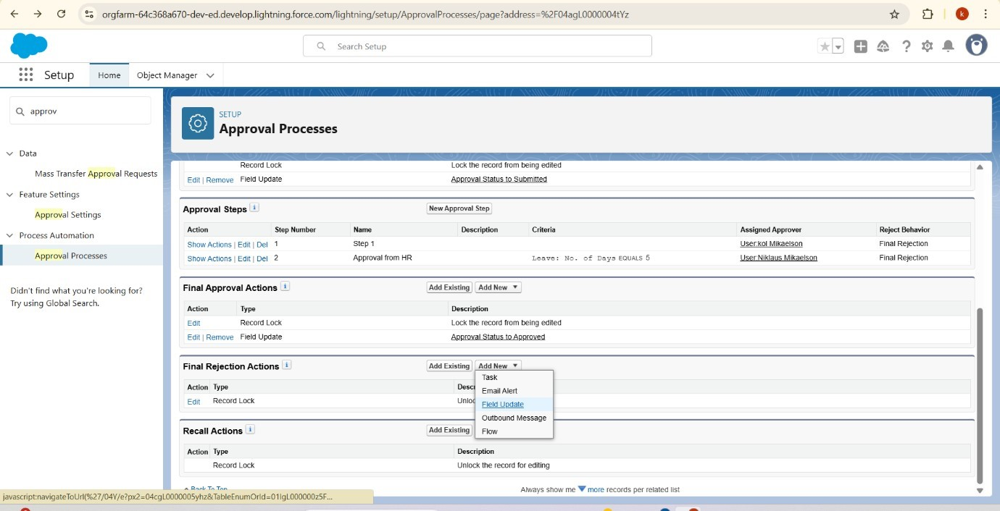 orgfarm-64c368a670-dev-ed.develop.lightning.force.com/lightning/setup/ApprovalProcesses/page?address=%2F04agL0000004tYz
k
Search Setup
Setup
Home
Object Manager
approv
SETUP
Approval Processes
Data
Mass Transfer Approval Requests
Feature Settings
Approval Settings
Process Automation
Approval Processes
Didn't find what you're looking for?
Try using Global Search.
Record Lock Lock the record from being edited
Edit | Remove Field Update Approval Status to Submitted
Approval Steps i New Approval Step
Action Step Number Name Description Criteria Assigned Approver Reject Behavior
Show Actions | Edit | Del 1 Step 1 User:kol Mikaelson Final Rejection
Show Actions | Edit | Del 2 Approval from HR Leave: No. of Days EQUALS 5 User:Niklaus Mikaelson Final Rejection
Final Approval Actions i Add Existing Add New
Action Type Description
Edit Record Lock Lock the record from being edited
Edit | Remove Field Update Approval Status to Approved
Final Rejection Actions i Add Existing Add New
Task
Email Alert
Field Update
Outbound Message
Flow
Action Type
Edit Record Lock
Recall Actions i Add Existing
Action Type Description
Record Lock Unlock the record for editing
Back To Top Always show me more records per related list
javascript:navigateToUrl(%27/04Y/e?px2=04cgL0000005yhz&TableEnumOrId=01IgL000000z5F...